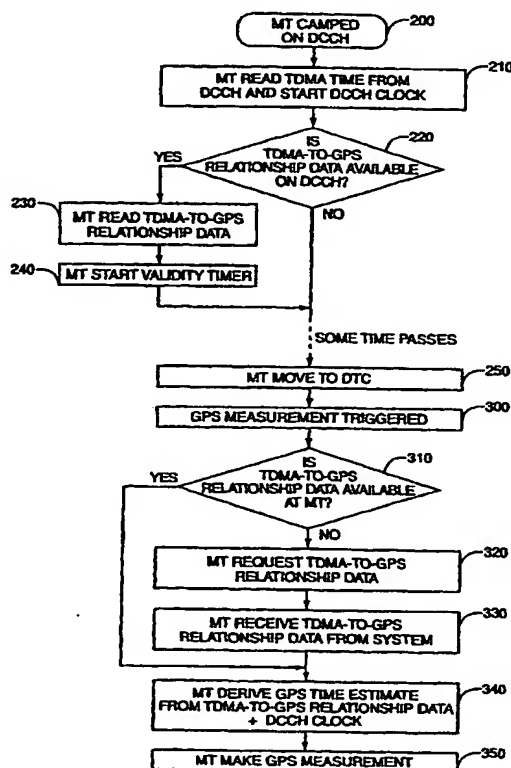 MT CAMPED
ON DCCH
200
MT READ TDMA TIME FROM
DCCH AND START DCCH CLOCK
210
IS
TDMA-TO-GPS
RELATIONSHIP DATA AVAILABLE
ON DCCH?
220
YES
NO
230
MT READ TDMA-TO-GPS
RELATIONSHIP DATA
240
MT START VALIDITY TIMER
SOME TIME PASSES
MT MOVE TO DTC
250
GPS MEASUREMENT TRIGGERED
300
IS
TDMA-TO-GPS
RELATIONSHIP DATA AVAILABLE
AT MT?
310
YES
NO
MT REQUEST TDMA-TO-GPS
RELATIONSHIP DATA
320
MT RECEIVE TDMA-TO-GPS
RELATIONSHIP DATA FROM SYSTEM
330
MT DERIVE GPS TIME ESTIMATE
FROM TDMA-TO-GPS RELATIONSHIP DATA
+ DCCH CLOCK
340
MT MAKE GPS MEASUREMENT
350